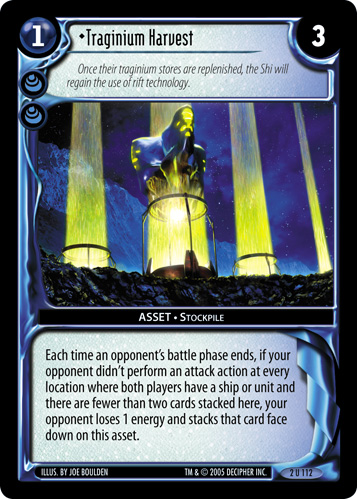 1
•Traginium Harvest
3
Once their traginium stores are replenished, the Shi will
regain the use of rift technology.
ASSET • Stockpile
Each time an opponent's battle phase ends, if your
opponent didn't perform an attack action at every
location where both players have a ship or unit and
there are fewer than two cards stacked here, your
opponent loses 1 energy and stacks that card face
down on this asset.
ILLUS. BY JOE BOULDEN
TM & © 2005 DECIPHER INC.
2 U 112